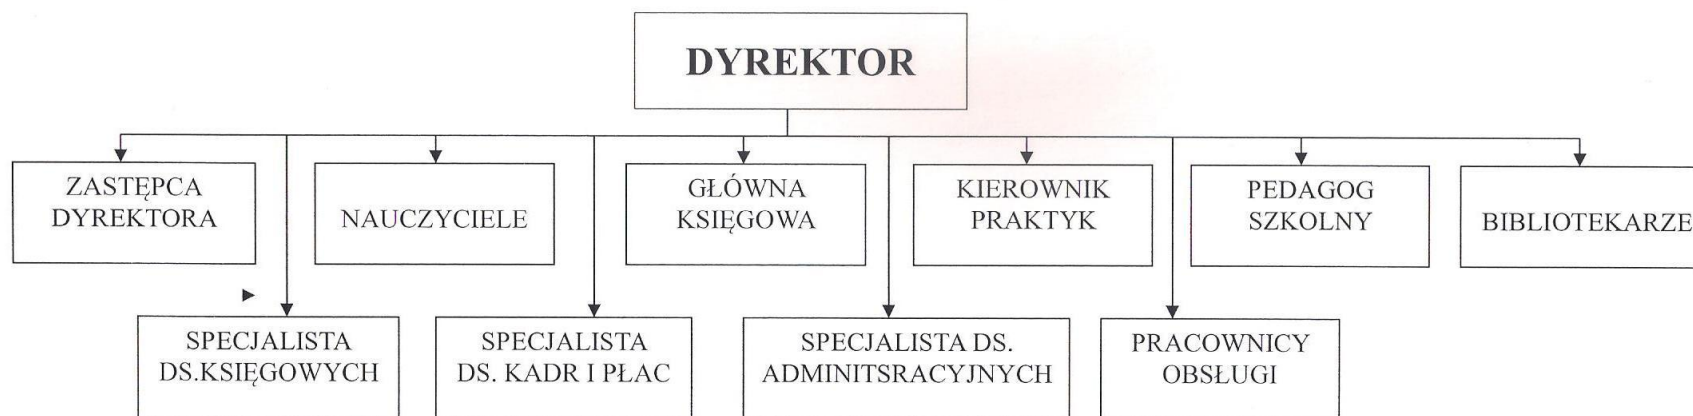 DYREKTOR
ZASTĘPCA
DYREKTORA
NAUCZYCIELE
GŁÓWNA
KSIĘGOWA
KIEROWNIK
PRAKTYK
PEDAGOG
SZKOLNY
BIBLIOTEKARZE
SPECJALISTA
DS.KSIĘGOWYCH
SPECJALISTA
DS. KADR I PŁAC
SPECJALISTA DS.
ADMINITSRACYJNYCH
PRACOWNICY
OBSŁUGI